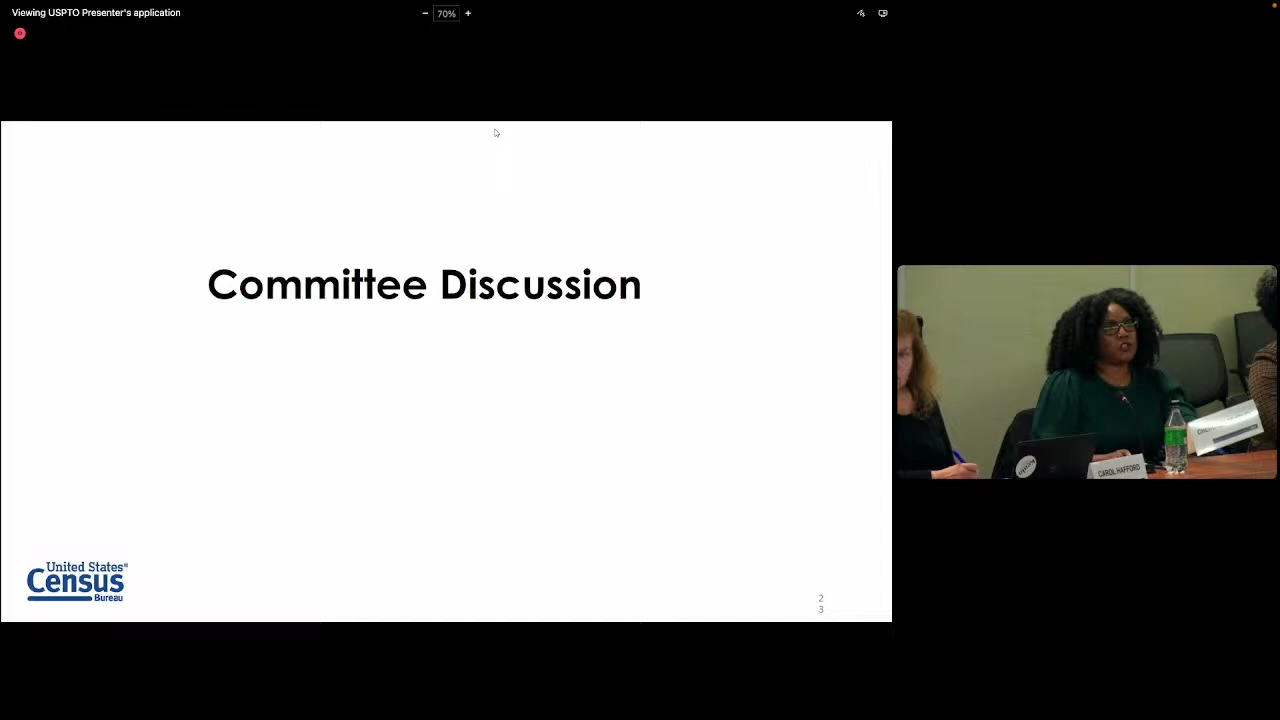 Viewing USPTO Presenter's application
− 70% +
Committee Discussion
United States®
Census
Bureau
2
3
CAROL HAFFORD